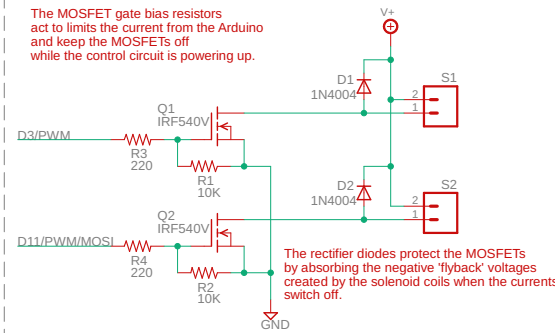 The MOSFET gate bias resistors
act to limits the current from the Arduino
and keep the MOSFETs off
while the control circuit is powering up.
V+
D1
1N4004
S1
2
1
Q1
IRF540V
D3/PWM
R3
220
R1
10K
D2
1N4004
S2
2
1
Q2
IRF540V
D11/PWM/MOSI
R4
220
R2
10K
The rectifier diodes protect the MOSFETs
by absorbing the negative 'flyback' voltages
created by the solenoid coils when the currents
switch off.
GND